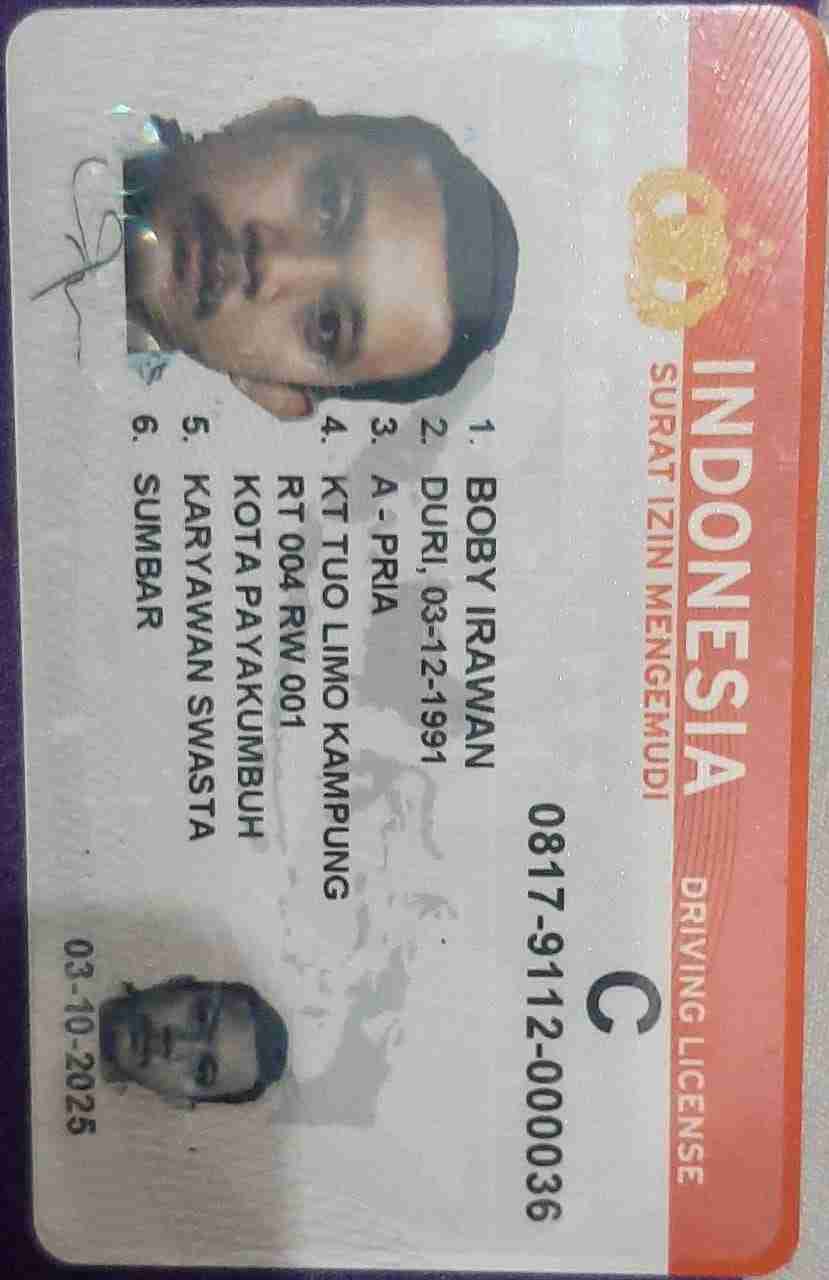 INDONESIA DRIVING LICENSE
SURAT IZIN MENGEMUDI
C
0817-9112-000036
1. BOBY IRAWAN
2. DURI, 03-12-1991
3. A - PRIA
4. KT TUO LIMO KAMPUNG
RT 004 RW 001
KOTA PAYAKUMBUH
5. KARYAWAN SWASTA
6. SUMBAR
03-10-2025